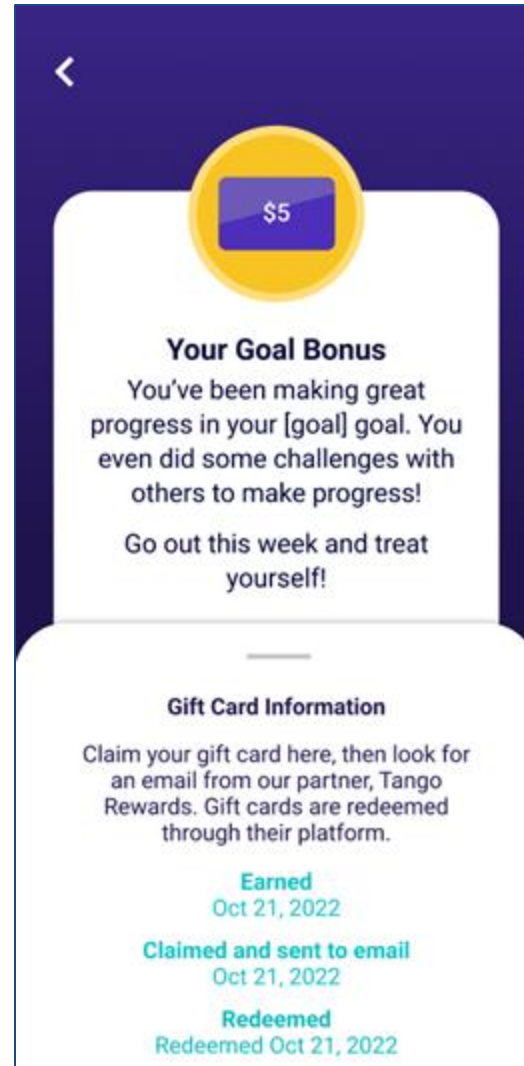 $5
Your Goal Bonus
You’ve been making great
progress in your [goal] goal. You
even did some challenges with
others to make progress!
Go out this week and treat
yourself!
Gift Card Information
Claim your gift card here, then look for
an email from our partner, Tango
Rewards. Gift cards are redeemed
through their platform.
Earned
Oct 21, 2022
Claimed and sent to email
Oct 21, 2022
Redeemed
Redeemed Oct 21, 2022